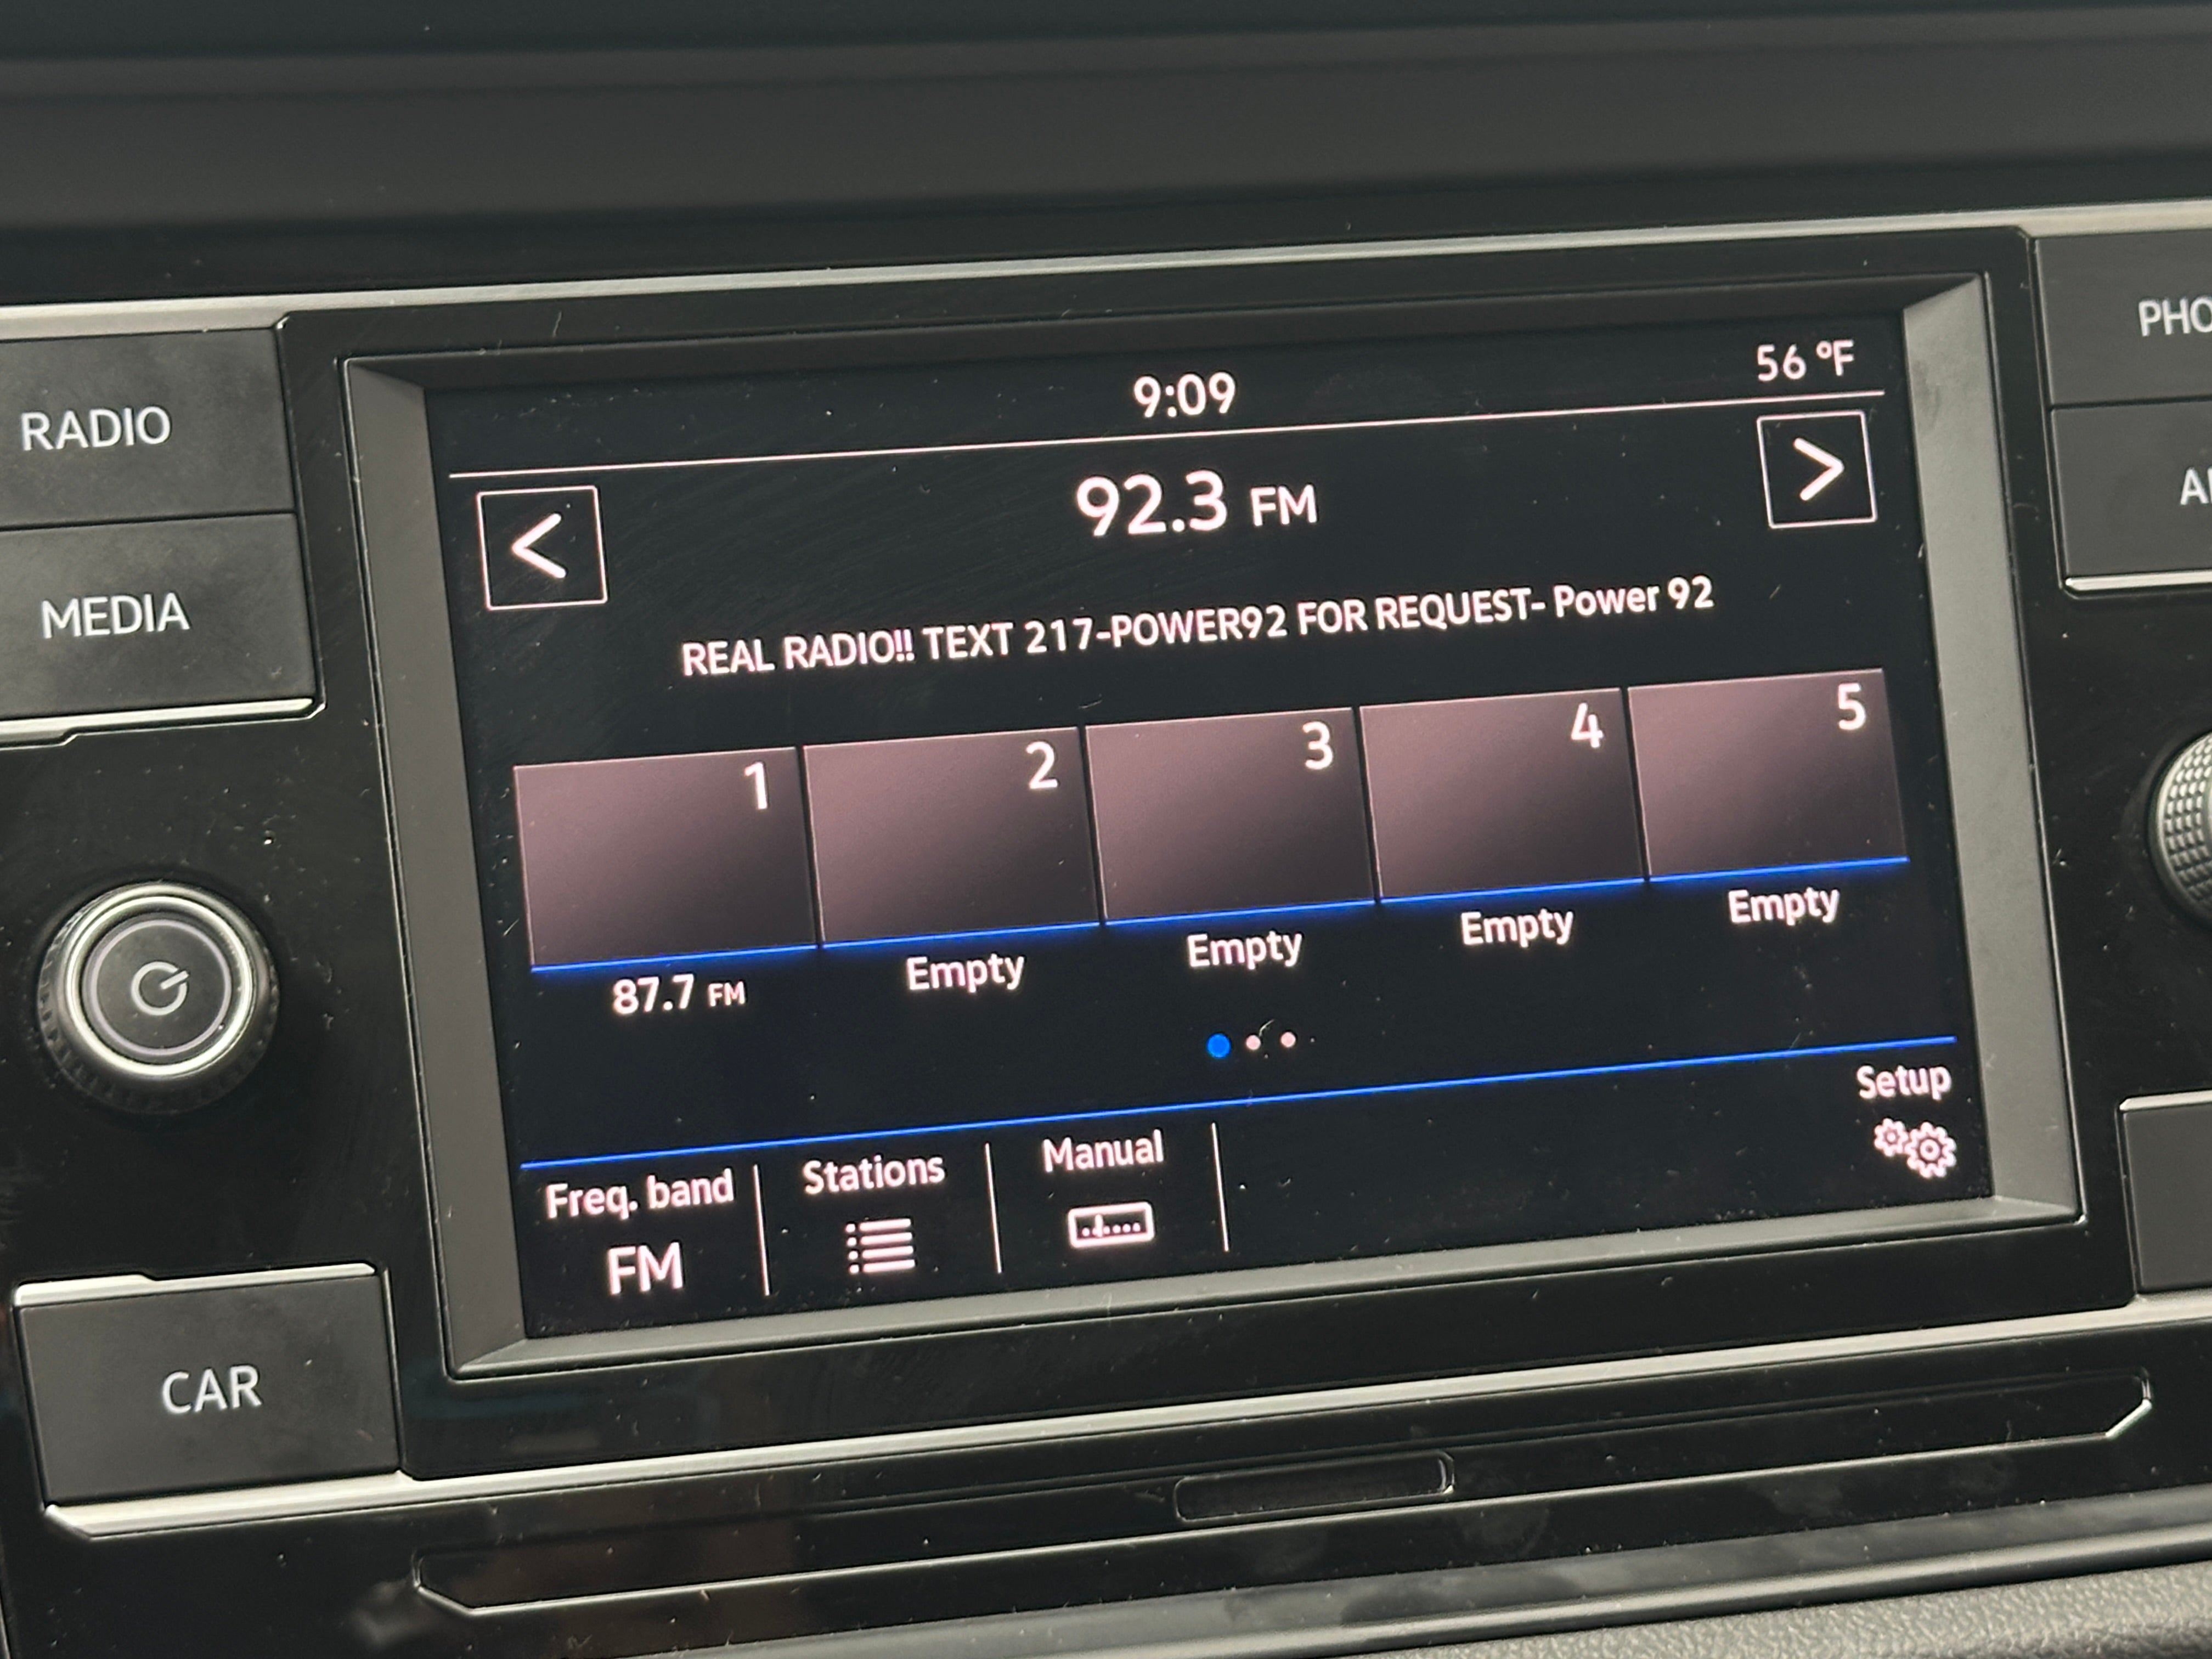 9:09
56 °F
RADIO
MEDIA
CAR
<
92.3 FM
>
REAL RADIO!! TEXT 217-POWER92 FOR REQUEST- Power 92
1
2
3
4
5
87.7 FM
Empty
Empty
Empty
Empty
Freq. band
FM
Stations
Manual
Setup
PHO